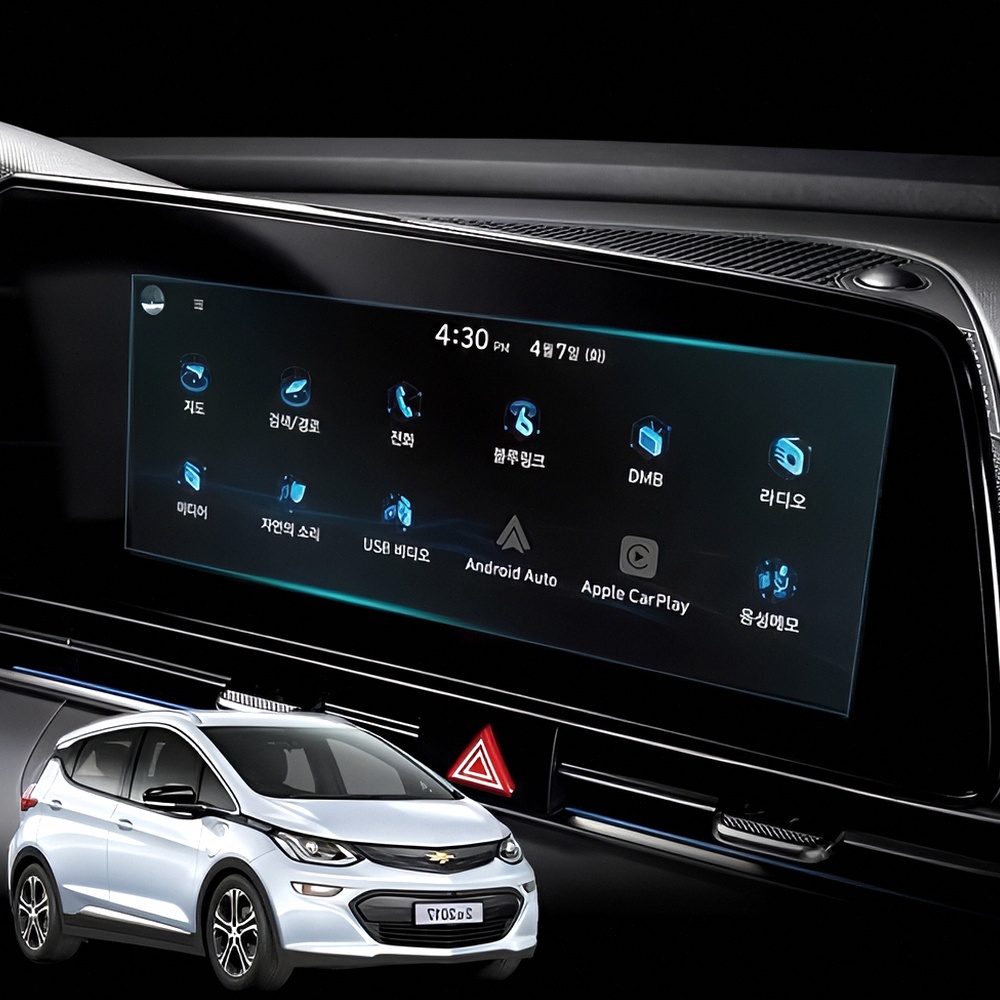 4:30 PM 4월 7일 (화)
지도 검색/경로 전화 블루링크 DMB 라디오
미디어 자연의 소리 USB 비디오 Android Auto Apple CarPlay 음성메모